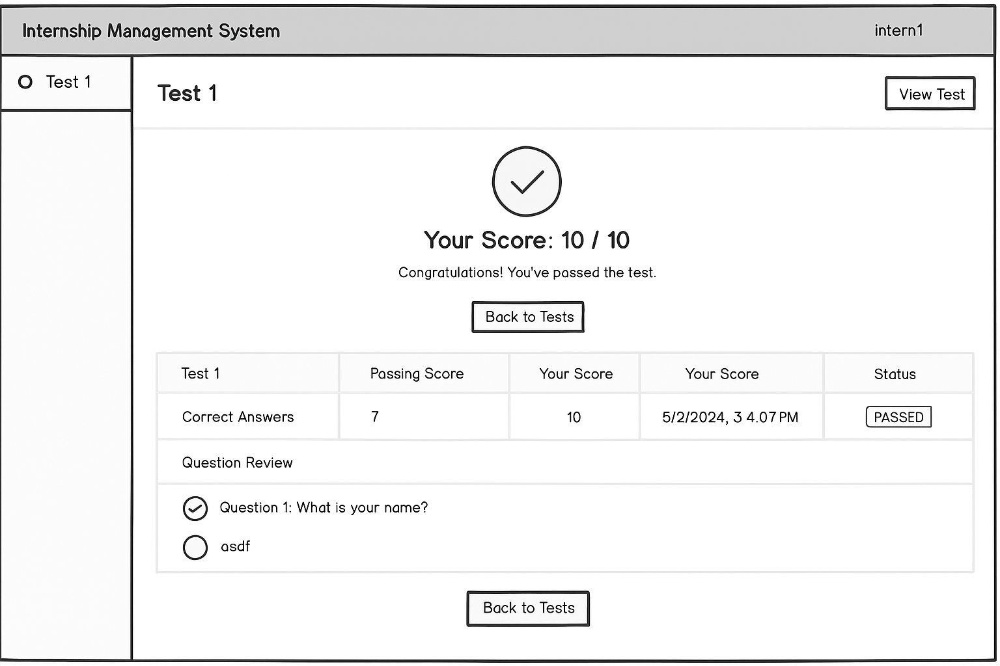 Internship Management System
intern1
Test 1
Test 1
View Test
Your Score: 10 / 10
Congratulations! You've passed the test.
Back to Tests
Test 1
Passing Score
Your Score
Your Score
Status
Correct Answers
7
10
5/2/2024, 3 4.07 PM
PASSED
Question Review
Question 1: What is your name?
asdf
Back to Tests